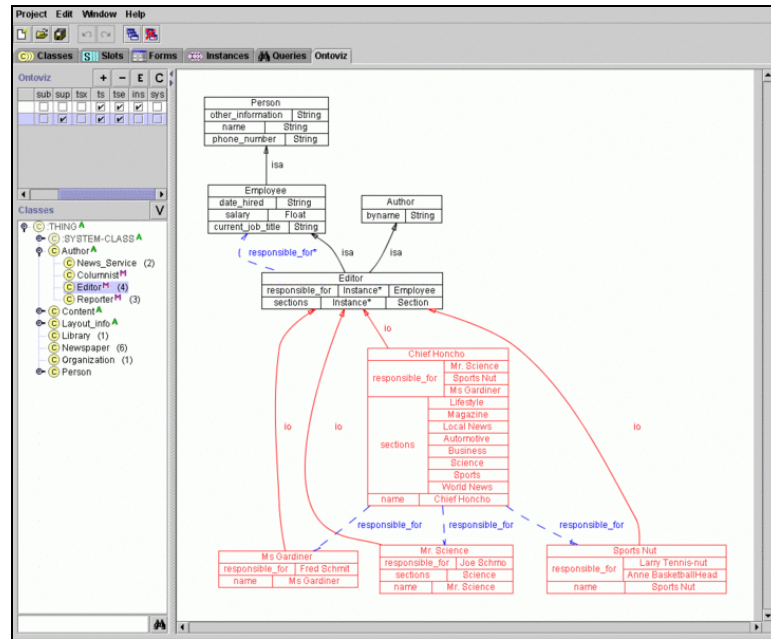 Project Edit Window Help
Classes Slots Forms Instances Queries Ontoviz
Ontoviz + − E C
sub sup tsx ts tse ins sys
Classes V
:THING A
:SYSTEM-CLASS A
Author A
News_Service (2)
Columnist M
Editor M (4)
Reporter M (3)
Content A
Layout_info A
Library (1)
Newspaper (6)
Organization (1)
Person
Person
other_information String
name String
phone_number String
isa
Employee
date_hired String
salary Float
current_job_title String
Author
byname String
( responsible_for*
isa
isa
Editor
responsible_for Instance* Employee
sections Instance* Section
io
Chief Honcho
responsible_for
Mr. Science
Sports Nut
Ms Gardiner
sections
Lifestyle
Magazine
Local News
Automotive
Business
Science
Sports
World News
name Chief Honcho
io
io
io
responsible_for
responsible_for
responsible_for
Ms Gardiner
responsible_for Fred Schmit
name Ms Gardiner
Mr. Science
responsible_for Joe Schmo
sections Science
name Mr. Science
Sports Nut
responsible_for
Larry Tennis-nut
Anne BasketballHead
name Sports Nut